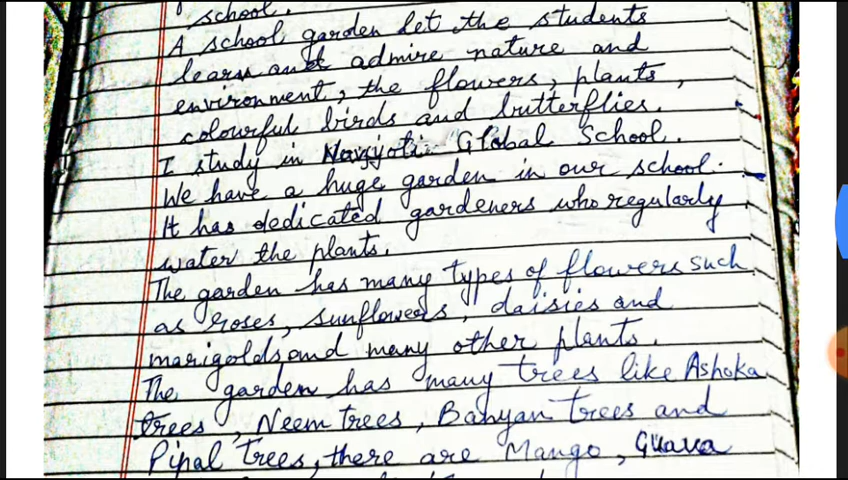 school.
A school garden let the students
learn and admire nature and
environment, the flowers, plants,
colourful birds and butterflies.
I study in Navjyoti Global School.
We have a huge garden in our school.
It has dedicated gardeners who regularly
water the plants.
The garden has many types of flowers such
as roses, sunflowers, daisies and
marigolds and many other plants.
The garden has many trees like Ashoka
trees, Neem trees, Banyan trees and
Pipal Trees, there are Mango, Guava